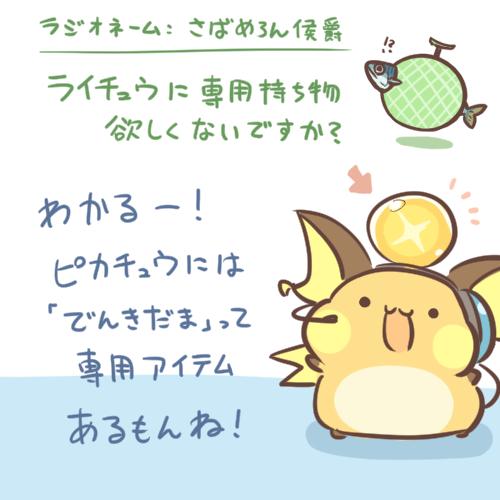 ラジオネーム: さばめろん侯爵
ライチュウに専用持ち物
欲しくないですか?
!?
わかるー!
ピカチュウには
「でんきだま」って
専用アイテム
あるもんね!